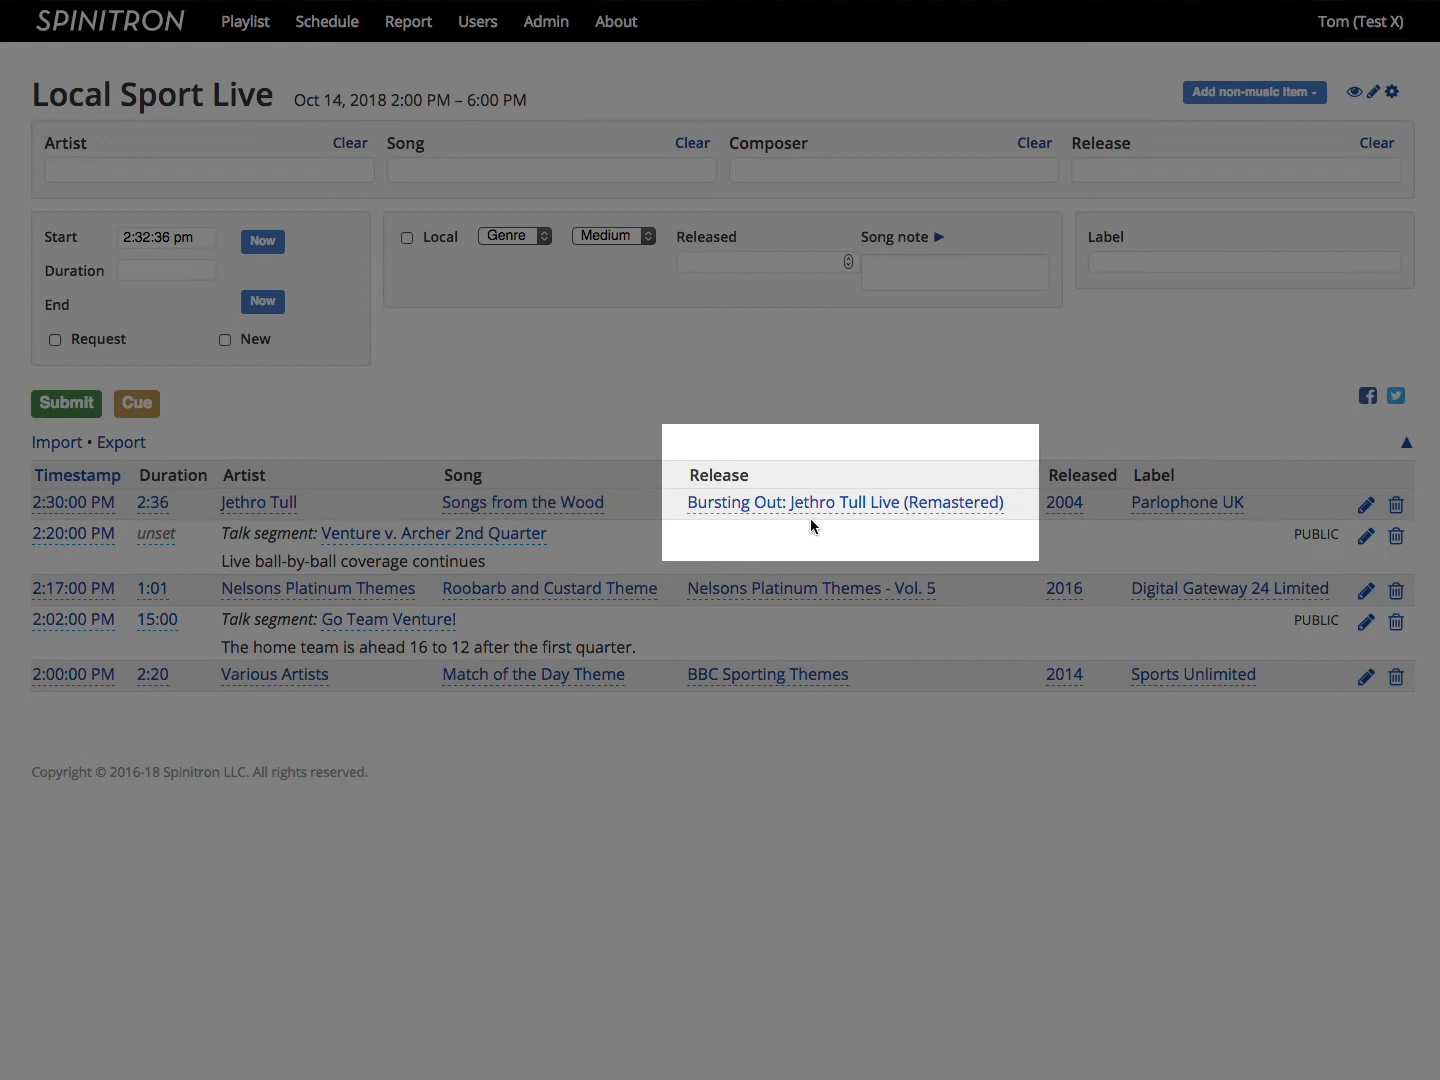 SPINITRON Playlist Schedule Report Users Admin About Tom (Test X)
Local Sport Live Oct 14, 2018 2:00 PM – 6:00 PM Add non-music item
Artist Clear Song Clear Composer Clear Release Clear
Start 2:32:36 pm Now Local Genre Medium Released Song note ▶ Label
Duration
End Now
Request New
Submit Cue
Import • Export ▲
Timestamp Duration Artist Song Release Released Label
2:30:00 PM 2:36 Jethro Tull Songs from the Wood Bursting Out: Jethro Tull Live (Remastered) 2004 Parlophone UK
2:20:00 PM unset Talk segment: Venture v. Archer 2nd Quarter PUBLIC
Live ball-by-ball coverage continues
2:17:00 PM 1:01 Nelsons Platinum Themes Roobarb and Custard Theme Nelsons Platinum Themes - Vol. 5 2016 Digital Gateway 24 Limited
2:02:00 PM 15:00 Talk segment: Go Team Venture! PUBLIC
The home team is ahead 16 to 12 after the first quarter.
2:00:00 PM 2:20 Various Artists Match of the Day Theme BBC Sporting Themes 2014 Sports Unlimited
Copyright © 2016-18 Spinitron LLC. All rights reserved.